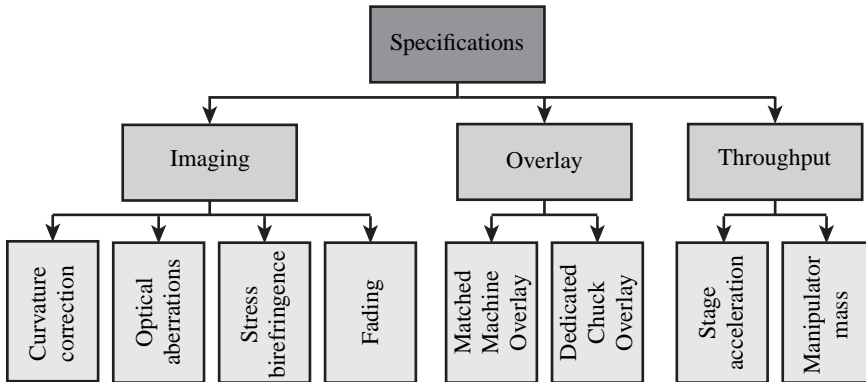 Specifications
Imaging
Overlay
Throughput
Curvature
correction
Optical
aberrations
Stress
birefringence
Fading
Matched
Machine
Overlay
Dedicated
Chuck
Overlay
Stage
acceleration
Manipulator
mass